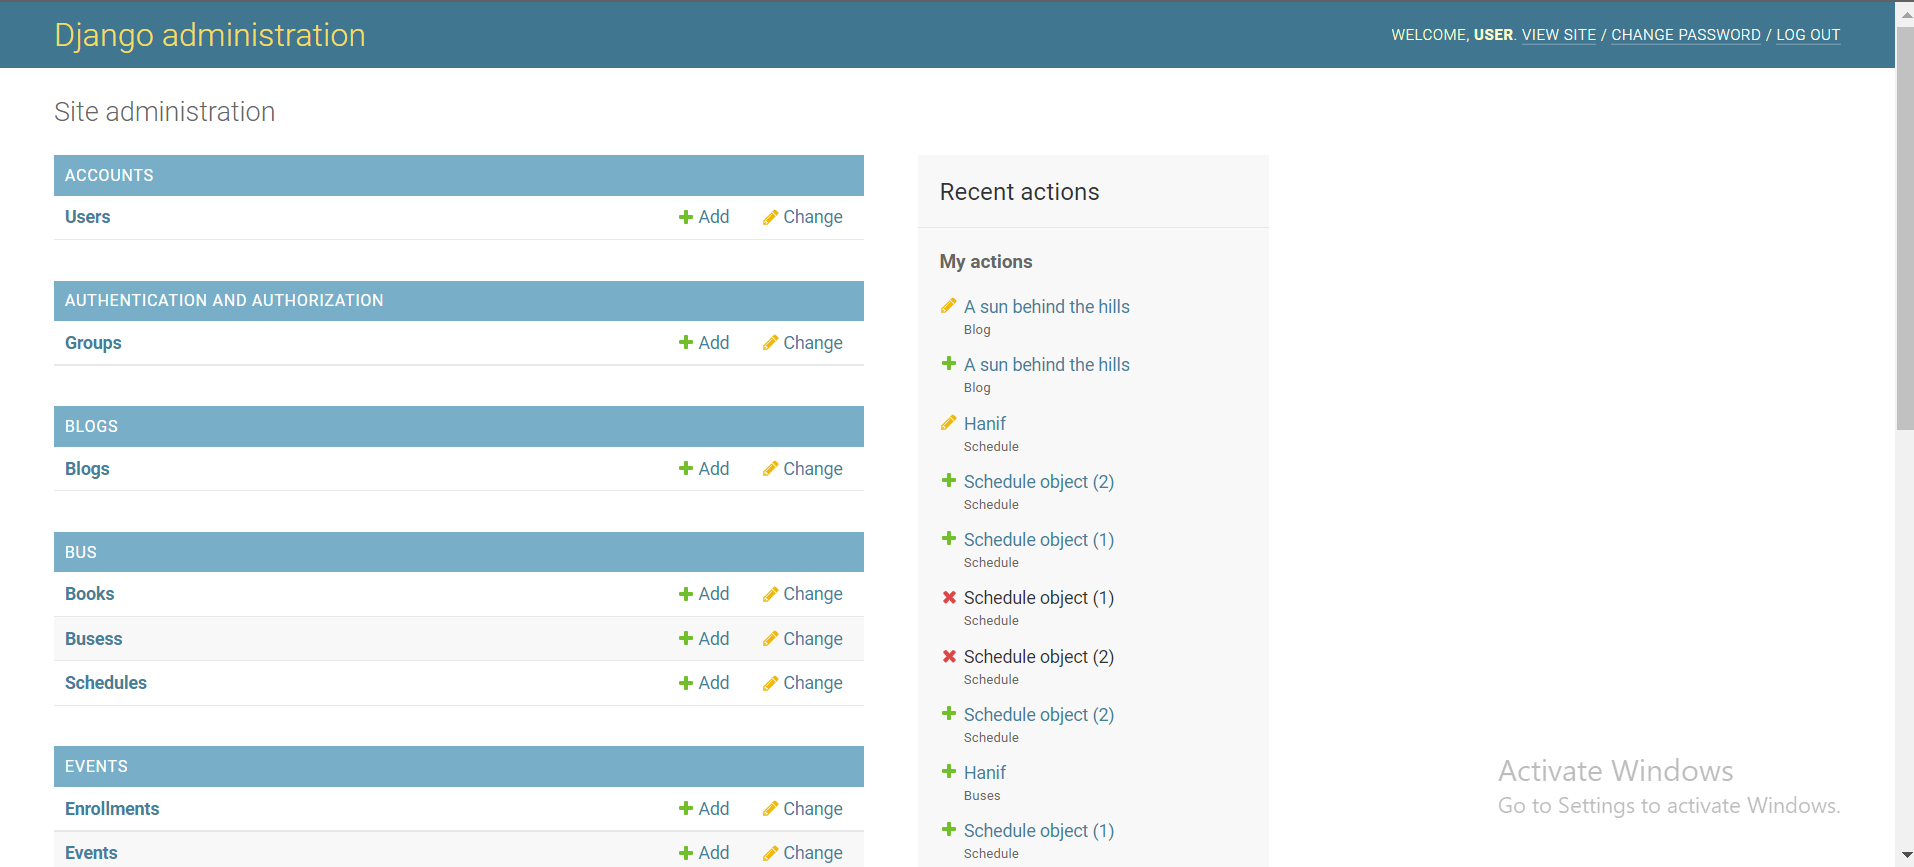 Django administration
WELCOME, USER. VIEW SITE / CHANGE PASSWORD / LOG OUT
Site administration
ACCOUNTS
Users Add Change
AUTHENTICATION AND AUTHORIZATION
Groups Add Change
BLOGS
Blogs Add Change
BUS
Books Add Change
Busess Add Change
Schedules Add Change
EVENTS
Enrollments Add Change
Events Add Change
Recent actions
My actions
A sun behind the hills
Blog
A sun behind the hills
Blog
Hanif
Schedule
Schedule object (2)
Schedule
Schedule object (1)
Schedule
Schedule object (1)
Schedule
Schedule object (2)
Schedule
Schedule object (2)
Schedule
Hanif
Buses
Schedule object (1)
Schedule
Activate Windows
Go to Settings to activate Windows.